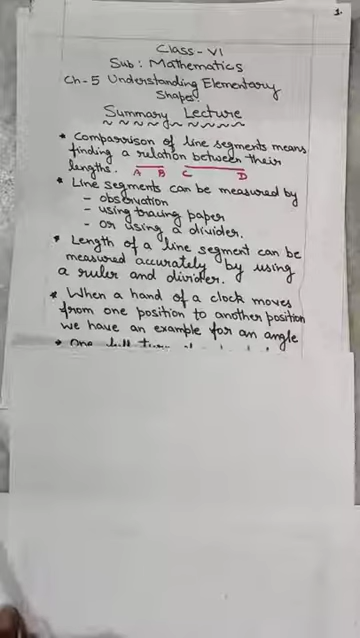 1.
Class - VI
Sub : Mathematics
Ch - 5 Understanding Elementary
Shapes
Summary Lecture
* Comparison of line segments means
finding a relation between their
lengths. A B C D
* Line segments can be measured by
- observation
- using tracing paper
- or using a divider.
* Length of a line segment can be
measured accurately by using
a ruler and divider.
* When a hand of a clock moves
from one position to another position
we have an example for an angle
* One full turn